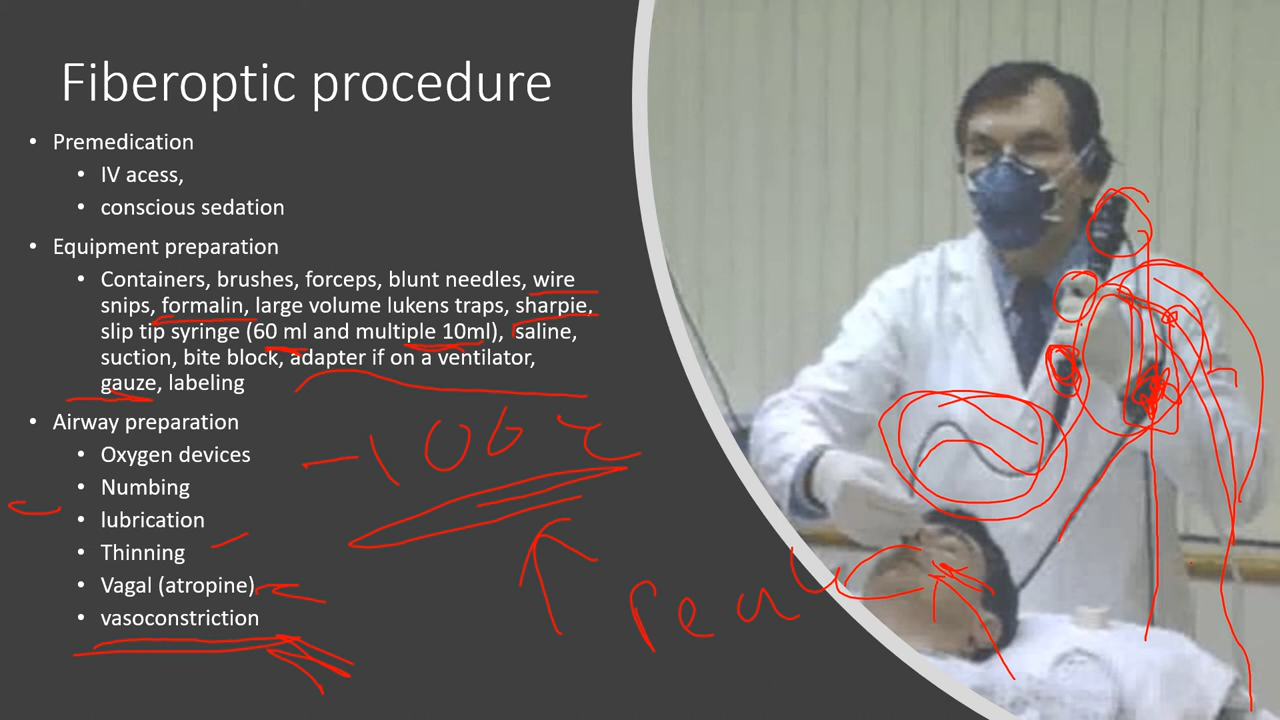 Fiberoptic procedure
• Premedication
• IV acess,
• conscious sedation
• Equipment preparation
• Containers, brushes, forceps, blunt needles, wire
snips, formalin, large volume lukens traps, sharpie,
slip tip syringe (60 ml and multiple 10ml), saline,
suction, bite block, adapter if on a ventilator,
gauze, labeling
• Airway preparation
• Oxygen devices
• Numbing
• lubrication
• Thinning
• Vagal (atropine)
• vasoconstriction